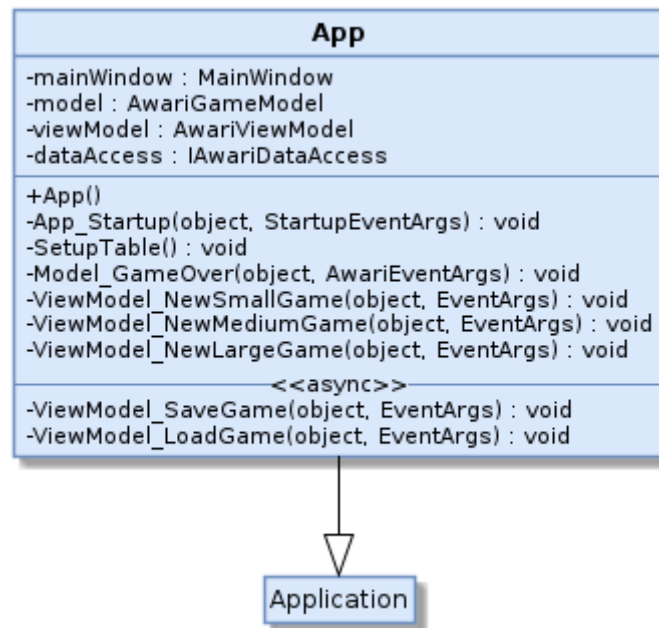 App
-mainWindow : MainWindow
-model : AwariGameModel
-viewModel : AwariViewModel
-dataAccess : IAwariDataAccess
+App()
-App_Startup(object, StartupEventArgs) : void
-SetupTable() : void
-Model_GameOver(object, AwariEventArgs) : void
-ViewModel_NewSmallGame(object, EventArgs) : void
-ViewModel_NewMediumGame(object, EventArgs) : void
-ViewModel_NewLargeGame(object, EventArgs) : void
<<async>>
-ViewModel_SaveGame(object, EventArgs) : void
-ViewModel_LoadGame(object, EventArgs) : void
Application